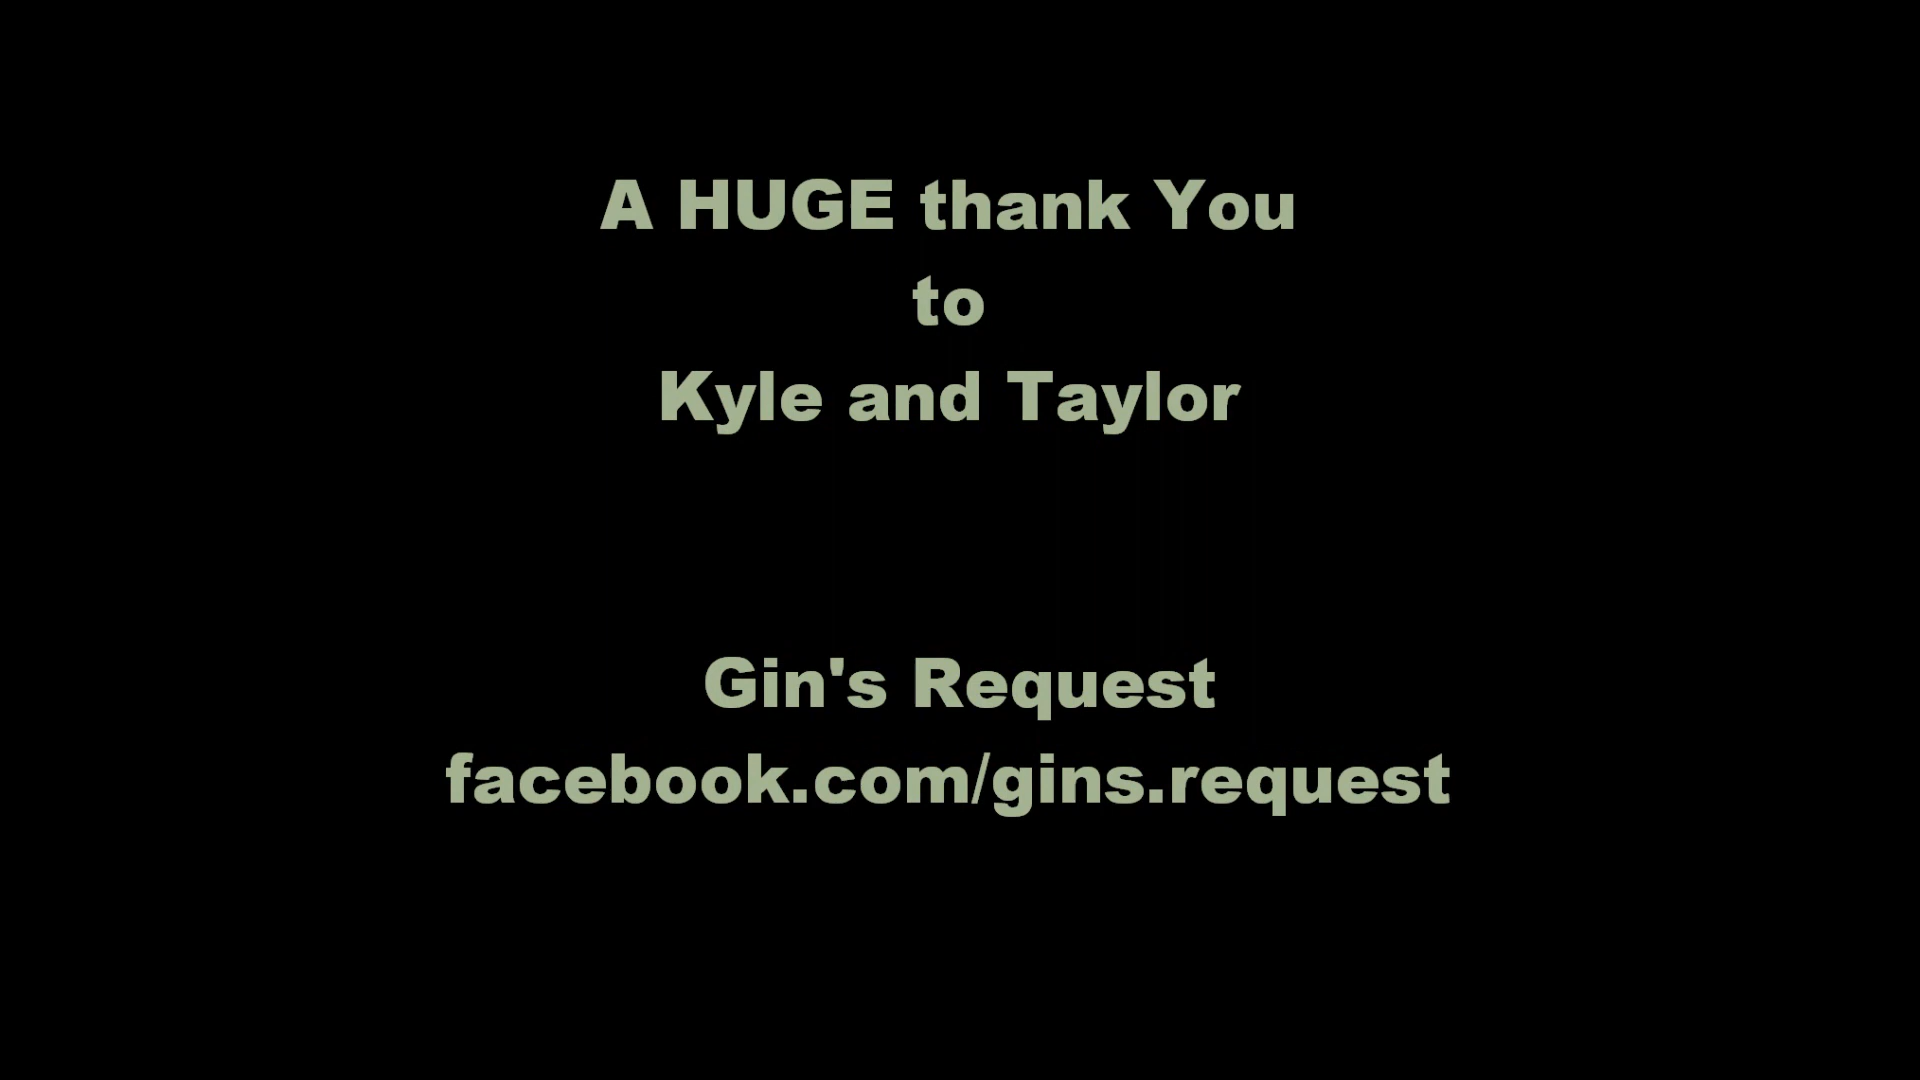 A HUGE thank You
to
Kyle and Taylor
Gin's Request
facebook.com/gins.request